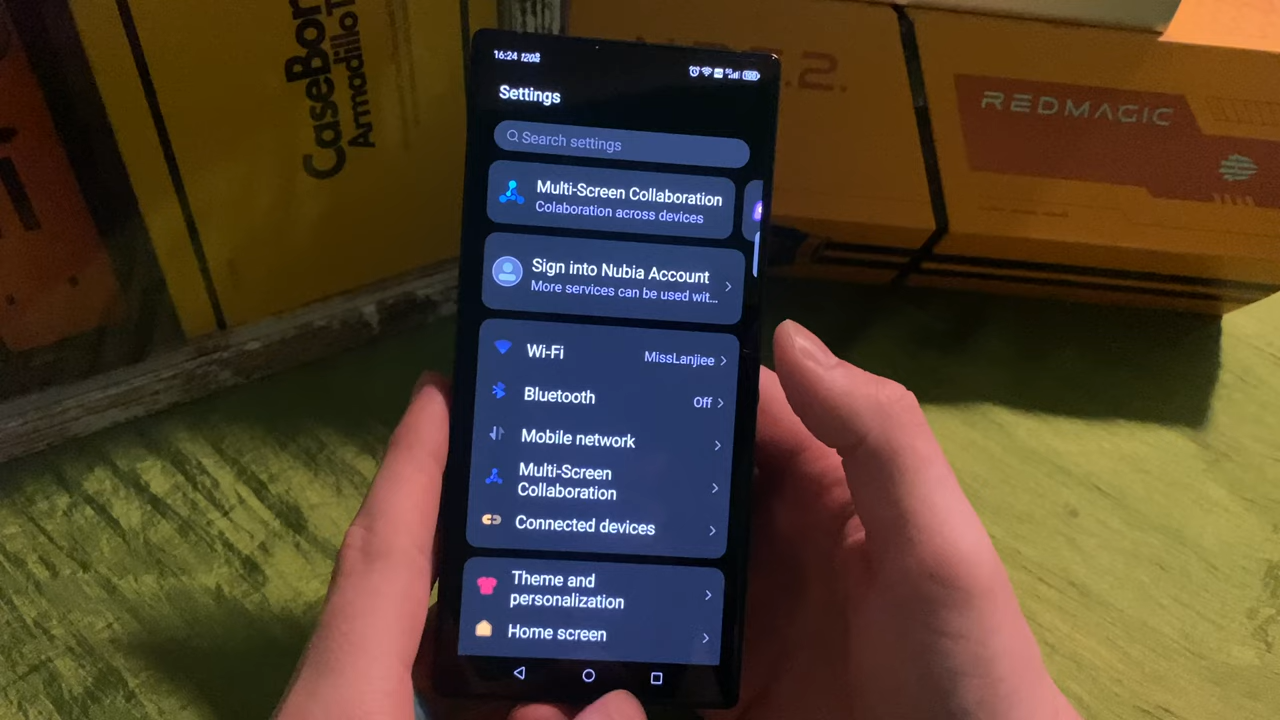 CaseBor
ArmadilloT
REDMAGIC
16:24
Settings
Search settings
Multi-Screen Collaboration
Colaboration across devices
Sign into Nubia Account
More services can be used wit...
Wi-Fi
MissLanjiee
Bluetooth
Off
Mobile network
Multi-Screen
Collaboration
Connected devices
Theme and
personalization
Home screen